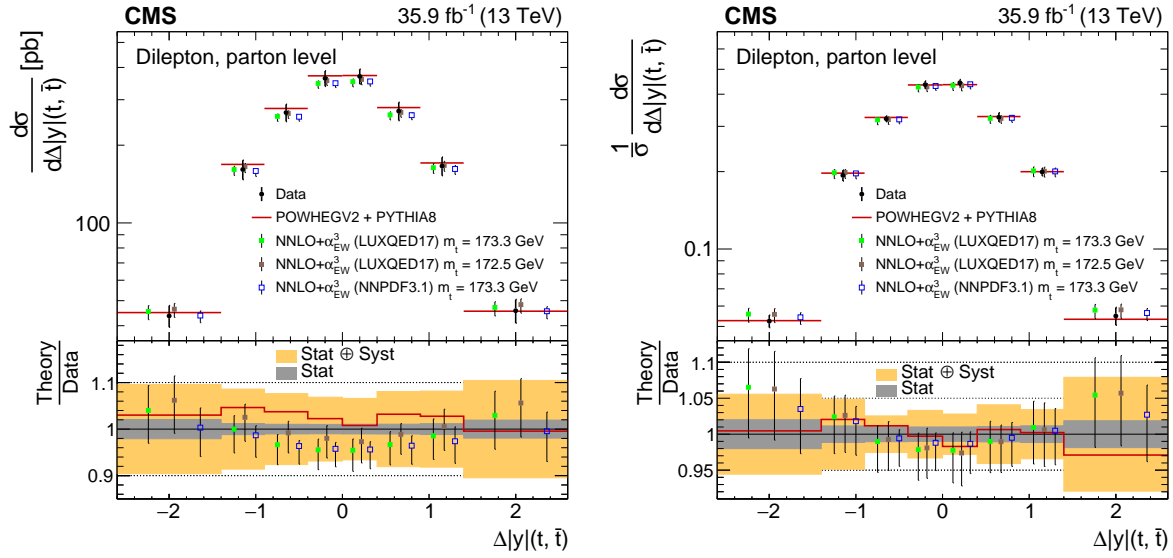 CMS 35.9 fb⁻¹ (13 TeV)
Dilepton, parton level
dσ
dΔ|y|(t, t̄)
[pb]
Data
POWHEGV2 + PYTHIA8
NNLO+α³EW (LUXQED17) mt = 173.3 GeV
NNLO+α³EW (LUXQED17) mt = 172.5 GeV
NNLO+α³EW (NNPDF3.1) mt = 173.3 GeV
100
Theory
Data
Stat ⊕ Syst
Stat
1.1
1
0.9
−2 −1 0 1 2
Δ|y|(t, t̄)
CMS 35.9 fb⁻¹ (13 TeV)
Dilepton, parton level
1 dσ
σ dΔ|y|(t, t̄)
Data
POWHEGV2 + PYTHIA8
NNLO+α³EW (LUXQED17) mt = 173.3 GeV
NNLO+α³EW (LUXQED17) mt = 172.5 GeV
NNLO+α³EW (NNPDF3.1) mt = 173.3 GeV
0.1
Theory
Data
Stat ⊕ Syst
Stat
1.1
1.05
1
0.95
−2 −1 0 1 2
Δ|y|(t, t̄)